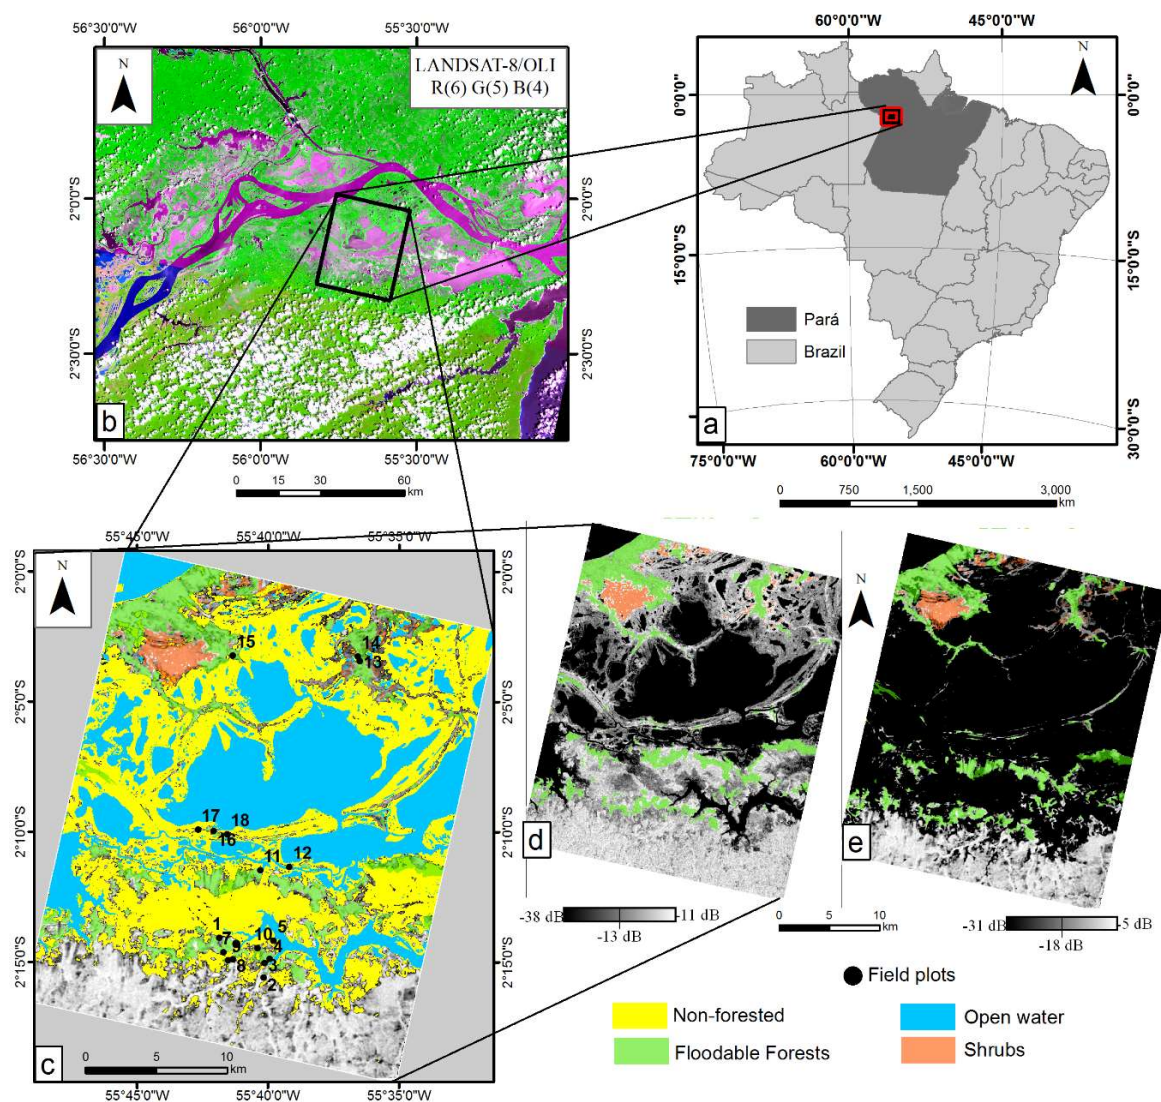 56°30'0"W 56°0'0"W 55°30'0"W
N
LANDSAT-8/OLI
R(6) G(5) B(4)
2°0'0"S 2°0'0"S
2°30'0"S 2°30'0"S
b
56°30'0"W 56°0'0"W 55°30'0"W
0 15 30 60
km
60°0'0"W 45°0'0"W
N
0°0'0" 0°0'0"
15°0'0"S 15°0'0"S
30°0'0"S
Pará
Brazil
a
75°0'0"W 60°0'0"W 45°0'0"W
0 750 1,500 3,000
km
55°45'0"W 55°40'0"W 55°35'0"W
N
2°0'0"S 2°0'0"S
2°5'0"S 2°5'0"S
2°10'0"S 2°10'0"S
2°15'0"S 2°15'0"S
15
14
13
17
18
16
11
12
1
7
10
5
4
9
8
3
2
c
0 5 10
km
55°45'0"W 55°40'0"W 55°35'0"W
d
-38 dB -11 dB
-13 dB
N
e
0 5 10
km
-31 dB -5 dB
-18 dB
Field plots
Non-forested
Open water
Floodable Forests
Shrubs